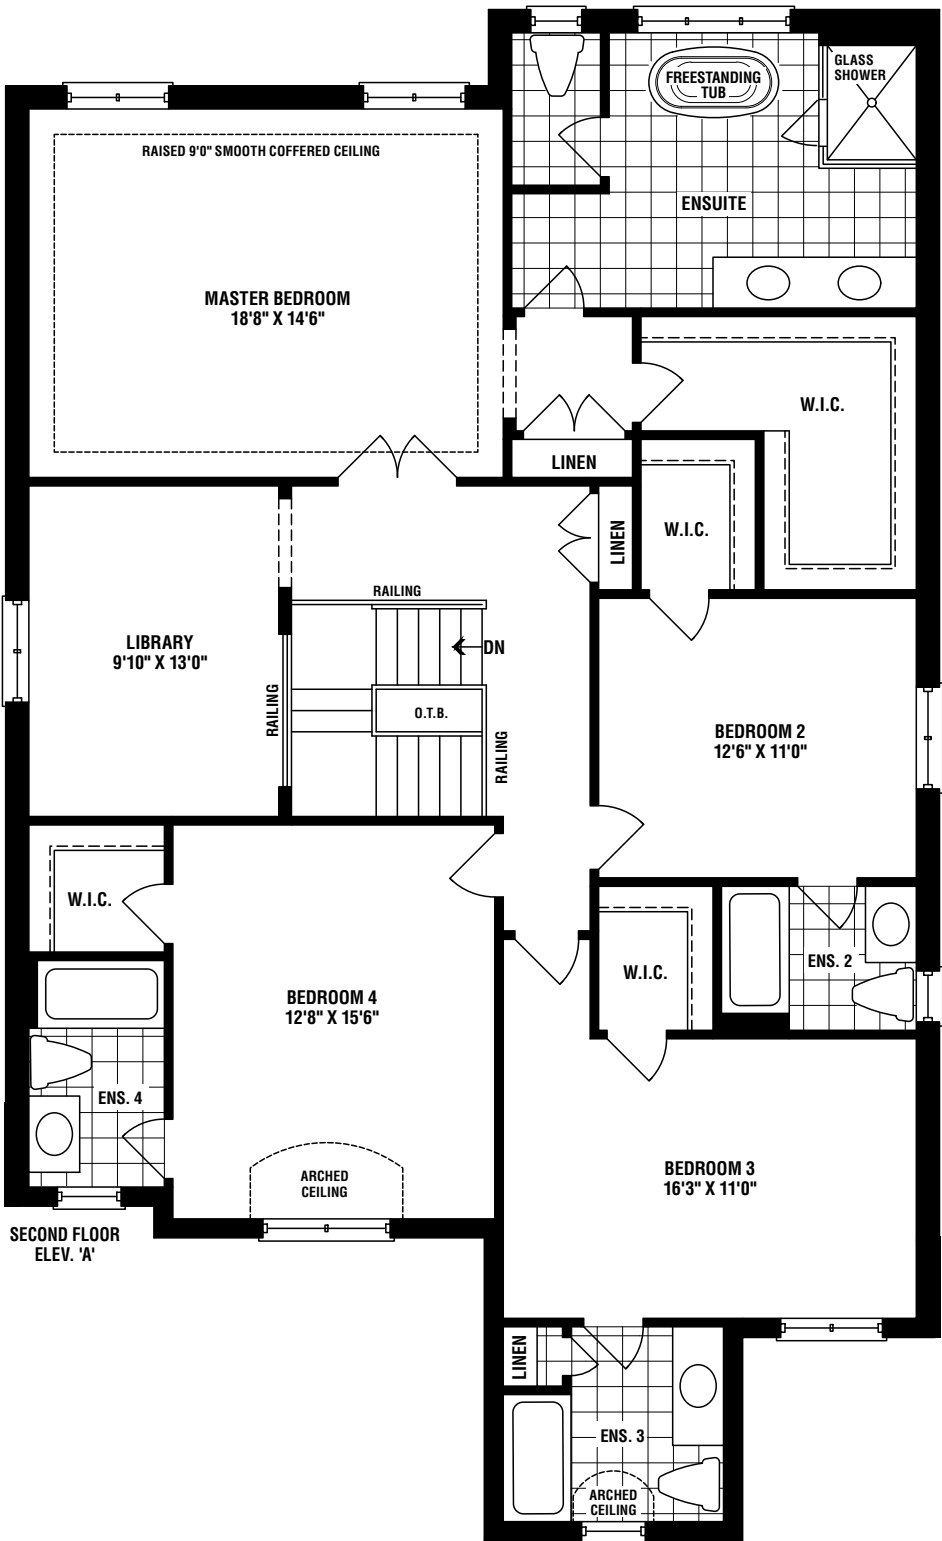 GLASS
SHOWER
FREESTANDING
TUB
RAISED 9'0" SMOOTH COFFERED CEILING
ENSUITE
MASTER BEDROOM
18'8" X 14'6"
W.I.C.
LINEN
W.I.C.
LINEN
RAILING
LIBRARY
9'10" X 13'0"
DN
RAILING
O.T.B.
RAILING
BEDROOM 2
12'6" X 11'0"
W.I.C.
ENS. 2
W.I.C.
BEDROOM 4
12'8" X 15'6"
ENS. 4
ARCHED
CEILING
BEDROOM 3
16'3" X 11'0"
SECOND FLOOR
ELEV. 'A'
LINEN
ENS. 3
ARCHED
CEILING